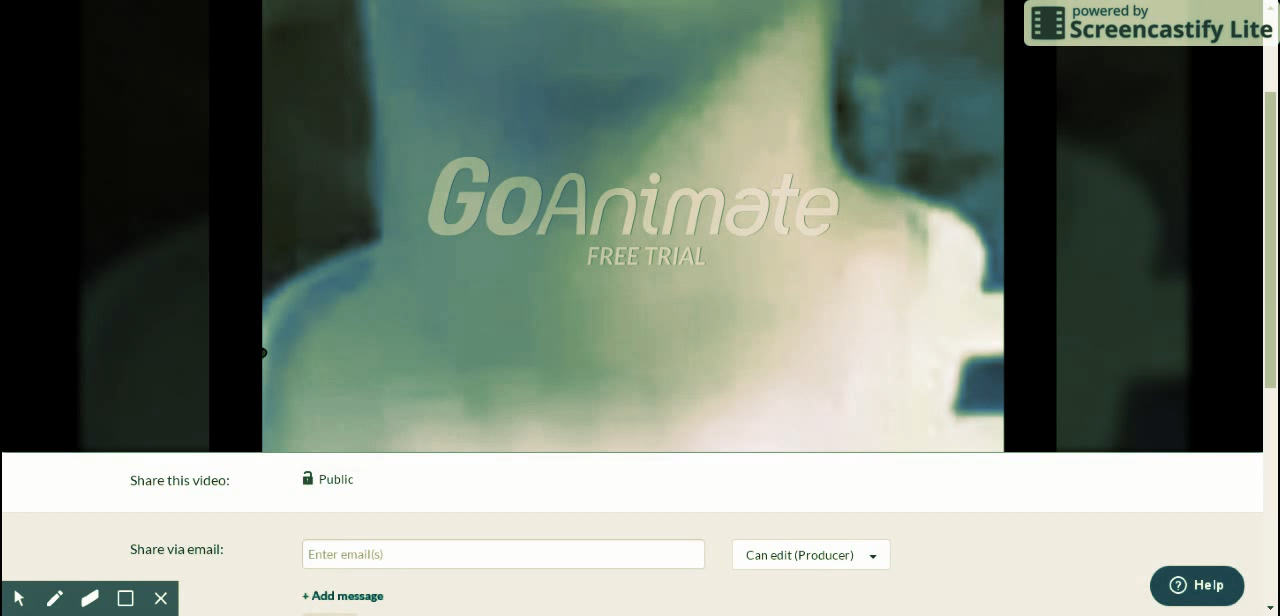 powered by
Screencastify Lite
GoAnimate
FREE TRIAL
Share this video:
Public
Share via email:
Enter email(s)
Can edit (Producer)
+ Add message
Help